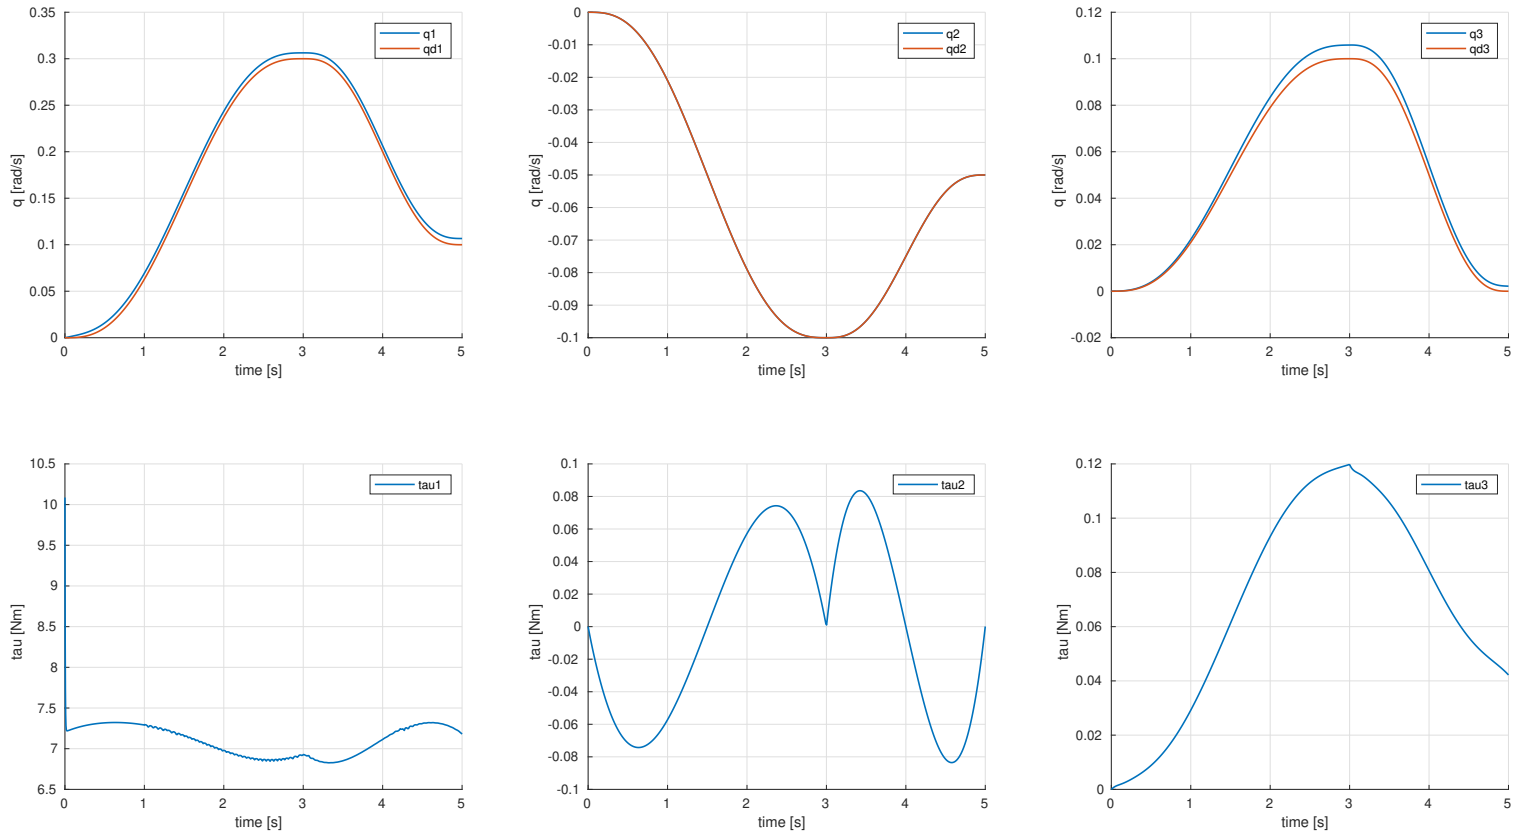 0.35
0.3
0.25
0.2
0.15
0.1
0.05
0
q [rad/s]
q1
qd1
0 1 2 3 4 5
time [s]
0
-0.01
-0.02
-0.03
-0.04
-0.05
-0.06
-0.07
-0.08
-0.09
-0.1
q [rad/s]
q2
qd2
0 1 2 3 4 5
time [s]
0.12
0.1
0.08
0.06
0.04
0.02
0
-0.02
q [rad/s]
q3
qd3
0 1 2 3 4 5
time [s]
10.5
10
9.5
9
8.5
8
7.5
7
6.5
tau [Nm]
tau1
0 1 2 3 4 5
time [s]
0.1
0.08
0.06
0.04
0.02
0
-0.02
-0.04
-0.06
-0.08
-0.1
tau [Nm]
tau2
0 1 2 3 4 5
time [s]
0.12
0.1
0.08
0.06
0.04
0.02
0
tau [Nm]
tau3
0 1 2 3 4 5
time [s]